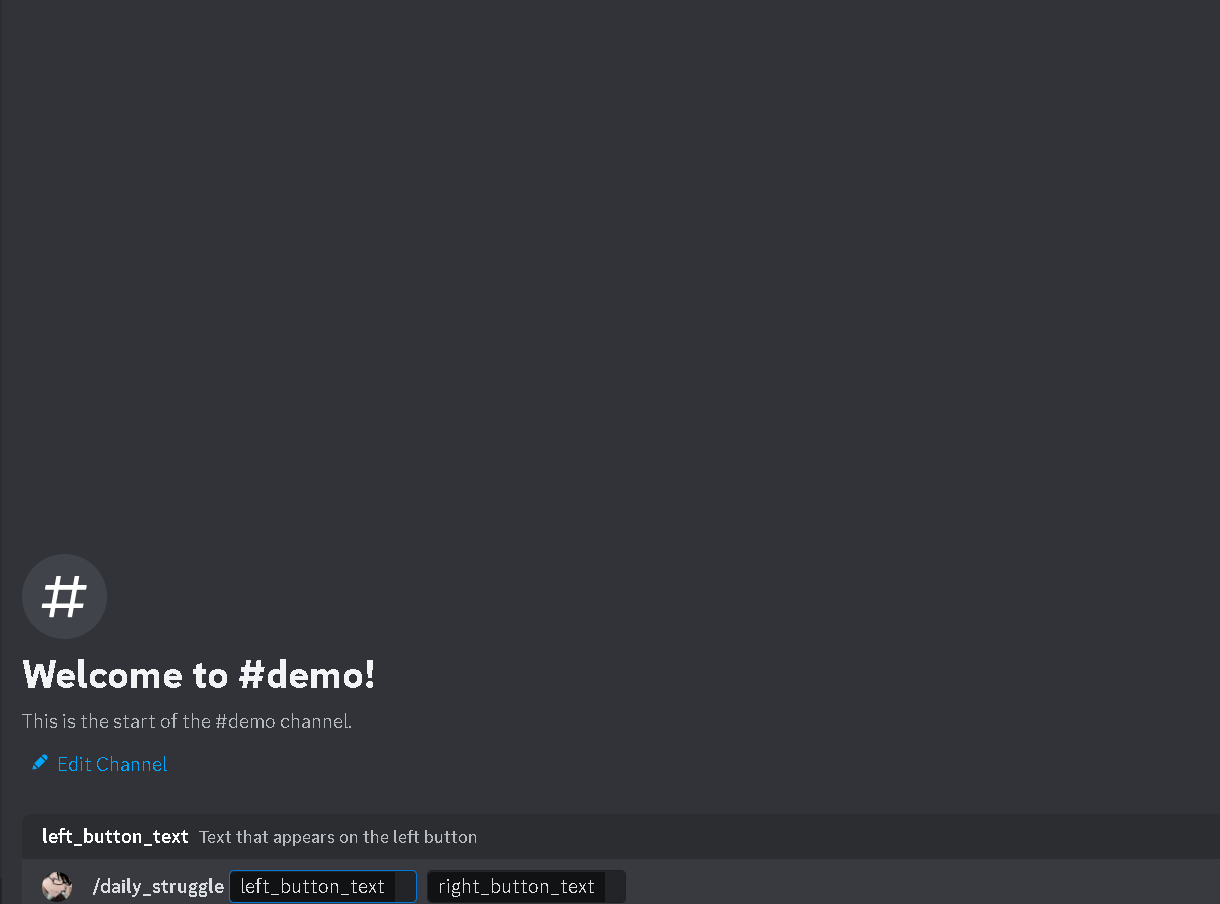 #
Welcome to #demo!
This is the start of the #demo channel.
Edit Channel
left_button_text Text that appears on the left button
/daily_struggle left_button_text right_button_text